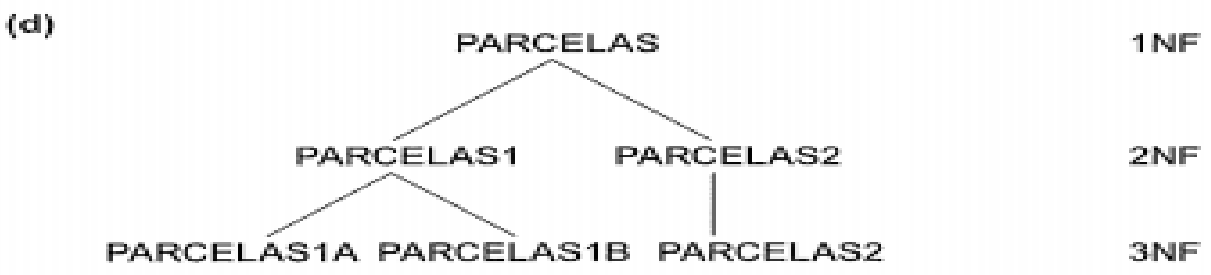 (d)
PARCELAS 1NF
PARCELAS1 PARCELAS2 2NF
PARCELAS1A PARCELAS1B PARCELAS2 3NF